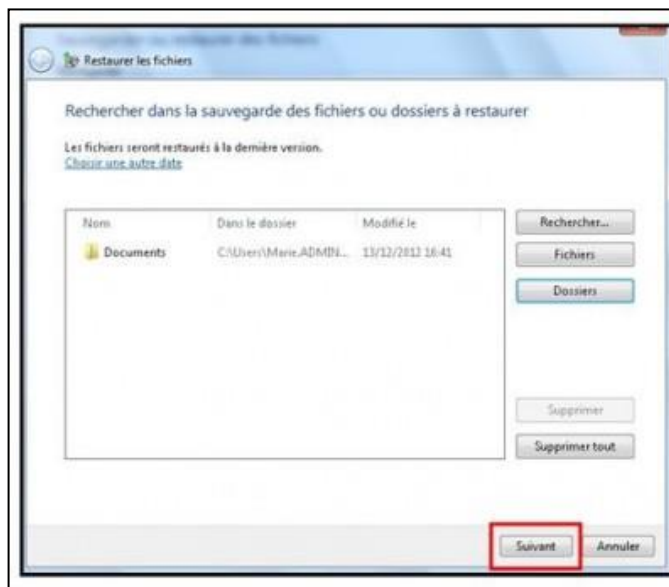 Restaurer les fichiers
Rechercher dans la sauvegarde des fichiers ou dossiers à restaurer
Les fichiers seront restaurés à la dernière version.
Choisir une autre date
Nom Dans le dossier Modifié le
Documents C:\Users\Marie.ADMIN... 13/12/2012 16:41
Rechercher...
Fichiers
Dossiers
Supprimer
Supprimer tout
Suivant Annuler